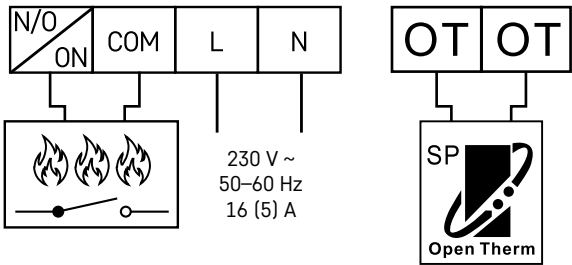 N/O
ON
COM
L
N
OT
OT
230 V ~
50–60 Hz
16 (5) A
SP
Open Therm